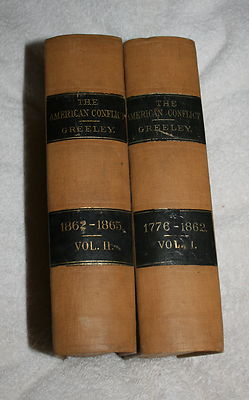 THE
AMERICAN CONFLICT
GREELEY.
1862-1865.
VOL. II.
THE
AMERICAN CONFLICT
GREELEY.
1776-1862.
VOL. I.